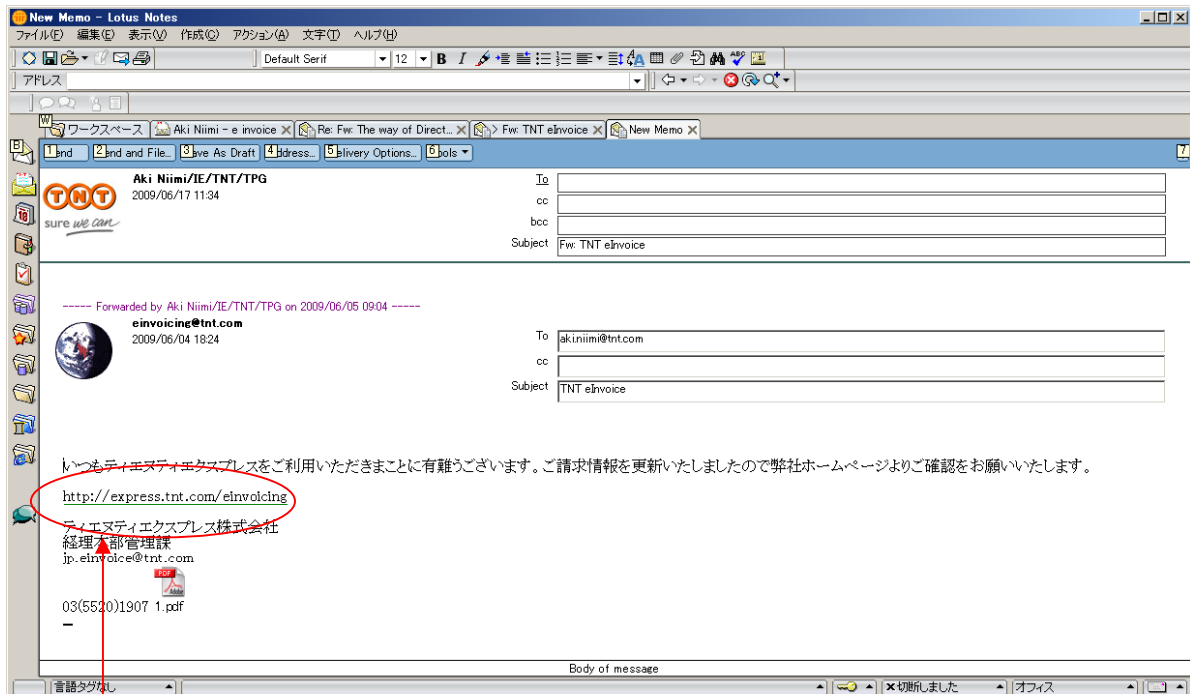 New Memo - Lotus Notes
ファイル(F) 編集(E) 表示(V) 作成(C) アクション(A) 文字(T) ヘルプ(H)
Default Serif 12 B I
アドレス
ワークスペース Aki Niimi - e invoice Re: Fw: The way of Direct... > Fw: TNT eInvoice New Memo
1end 2end and File... 3ave As Draft 4ddress... 5elivery Options... 6ools 7
Aki Niimi/IE/TNT/TPG
2009/06/17 11:34
TNT
sure we can
To
cc
bcc
Subject Fw: TNT eInvoice
----- Forwarded by Aki Niimi/IE/TNT/TPG on 2009/06/05 09:04 -----
einvoicing@tnt.com
2009/06/04 18:24
To aki.niimi@tnt.com
cc
Subject TNT eInvoice
いつもティエヌティエクスプレスをご利用いただきまことに有難うございます。ご請求情報を更新いたしましたので弊社ホームページよりご確認をお願いいたします。
http://express.tnt.com/einvoicing
ティエヌティエクスプレス株式会社
経理本部管理課
jp.einvoice@tnt.com
03(5520)1907 1.pdf
Body of message
言語タグなし 切断しました オフィス